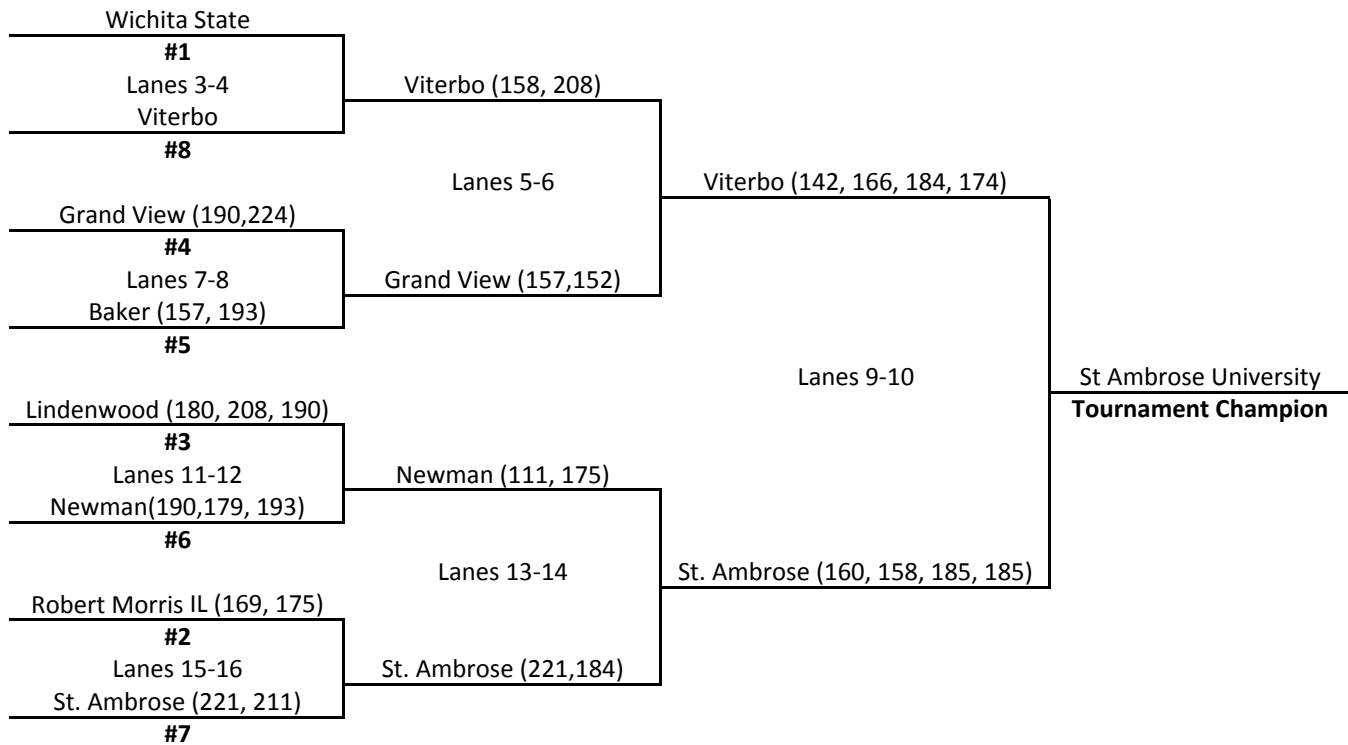 Wichita State
#1
Lanes 3-4
Viterbo
#8
Grand View (190,224)
#4
Lanes 7-8
Baker (157, 193)
#5
Lindenwood (180, 208, 190)
#3
Lanes 11-12
Newman(190,179, 193)
#6
Robert Morris IL (169, 175)
#2
Lanes 15-16
St. Ambrose (221, 211)
#7
Viterbo (158, 208)
Lanes 5-6
Grand View (157,152)
Newman (111, 175)
Lanes 13-14
St. Ambrose (221,184)
Viterbo (142, 166, 184, 174)
Lanes 9-10
St. Ambrose (160, 158, 185, 185)
St Ambrose University
Tournament Champion